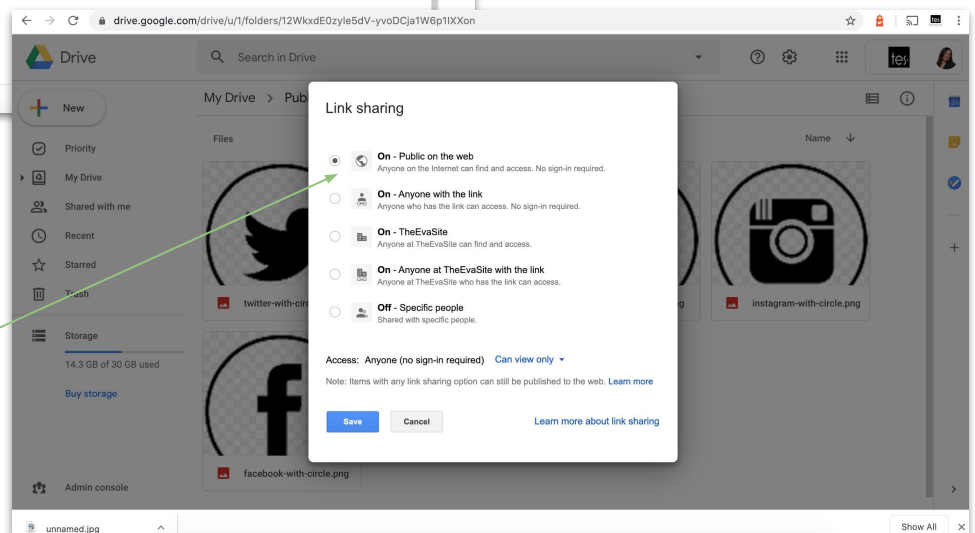 drive.google.com/drive/u/1/folders/12WkxdE0zyle5dV-yvoDCja1W6p1IXXon
tes
Drive
Search in Drive
tes
New
My Drive > Pub
Files
Name
Priority
My Drive
Shared with me
Recent
Starred
Trash
Storage
14.3 GB of 30 GB used
Buy storage
Admin console
Link sharing
On - Public on the web
Anyone on the Internet can find and access. No sign-in required.
On - Anyone with the link
Anyone who has the link can access. No sign-in required.
On - TheEvaSite
Anyone at TheEvaSite can find and access.
On - Anyone at TheEvaSite with the link
Anyone at TheEvaSite who has the link can access.
Off - Specific people
Shared with specific people.
Access: Anyone (no sign-in required) Can view only
Note: Items with any link sharing option can still be published to the web. Learn more
Save Cancel Learn more about link sharing
twitter-with-circ
g
instagram-with-circle.png
facebook-with-circle.png
31
unnamed.jpg
Show All